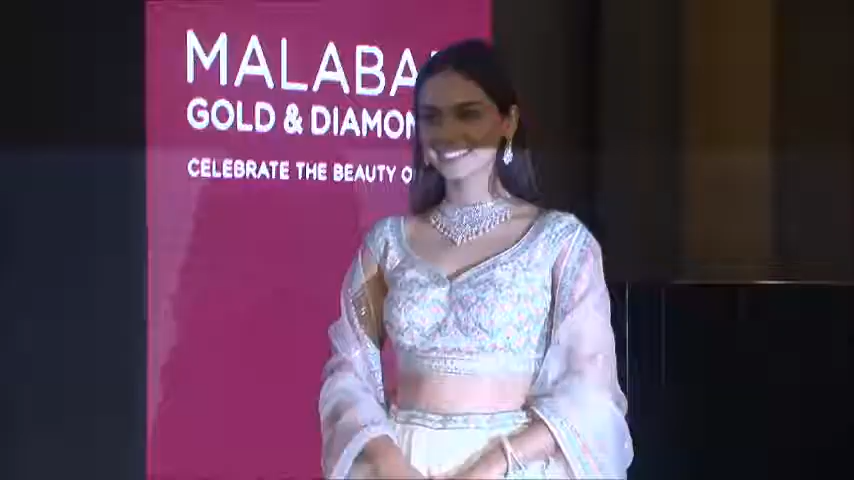 MALABA
GOLD & DIAMON
CELEBRATE THE BEAUTY O